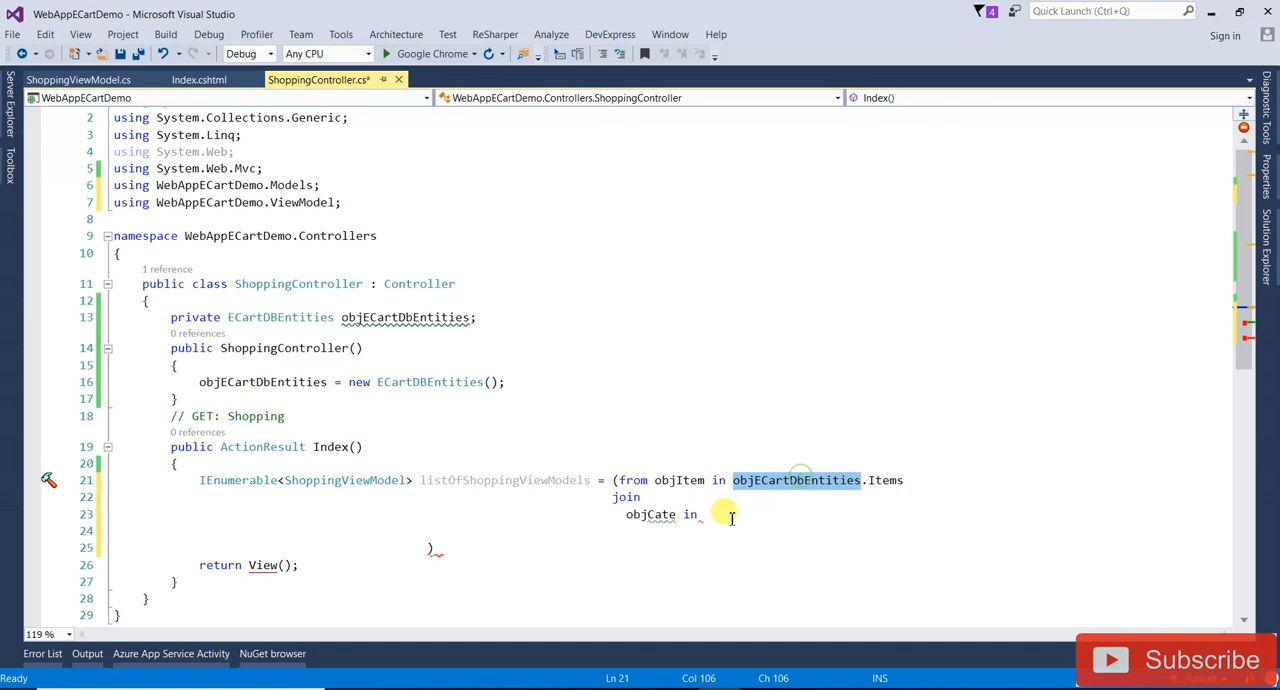 WebAppECartDemo - Microsoft Visual Studio
4
Quick Launch (Ctrl+Q)
File Edit View Project Build Debug Profiler Team Tools Architecture Test ReSharper Analyze DevExpress Window Help
Sign in
Debug Any CPU Google Chrome
ShoppingViewModel.cs Index.cshtml ShoppingController.cs*
WebAppECartDemo WebAppECartDemo.Controllers.ShoppingController Index()
Server Explorer
Toolbox
Diagnostic Tools
Properties
Solution Explorer
2 using System.Collections.Generic;
3 using System.Linq;
4 using System.Web;
5 using System.Web.Mvc;
6 using WebAppECartDemo.Models;
7 using WebAppECartDemo.ViewModel;
8
9 namespace WebAppECartDemo.Controllers
10 {
1 reference
11 public class ShoppingController : Controller
12 {
13 private ECartDBEntities objECartDbEntities;
0 references
14 public ShoppingController()
15 {
16 objECartDbEntities = new ECartDBEntities();
17 }
18 // GET: Shopping
0 references
19 public ActionResult Index()
20 {
21 IEnumerable<ShoppingViewModel> listOfShoppingViewModels = (from objItem in objECartDbEntities.Items
22 join
23 objCate in
24
25 )
26 return View();
27 }
28 }
29 }
119 %
Error List Output Azure App Service Activity NuGet browser
Ready Ln 21 Col 106 Ch 106 INS
Publish
Subscribe